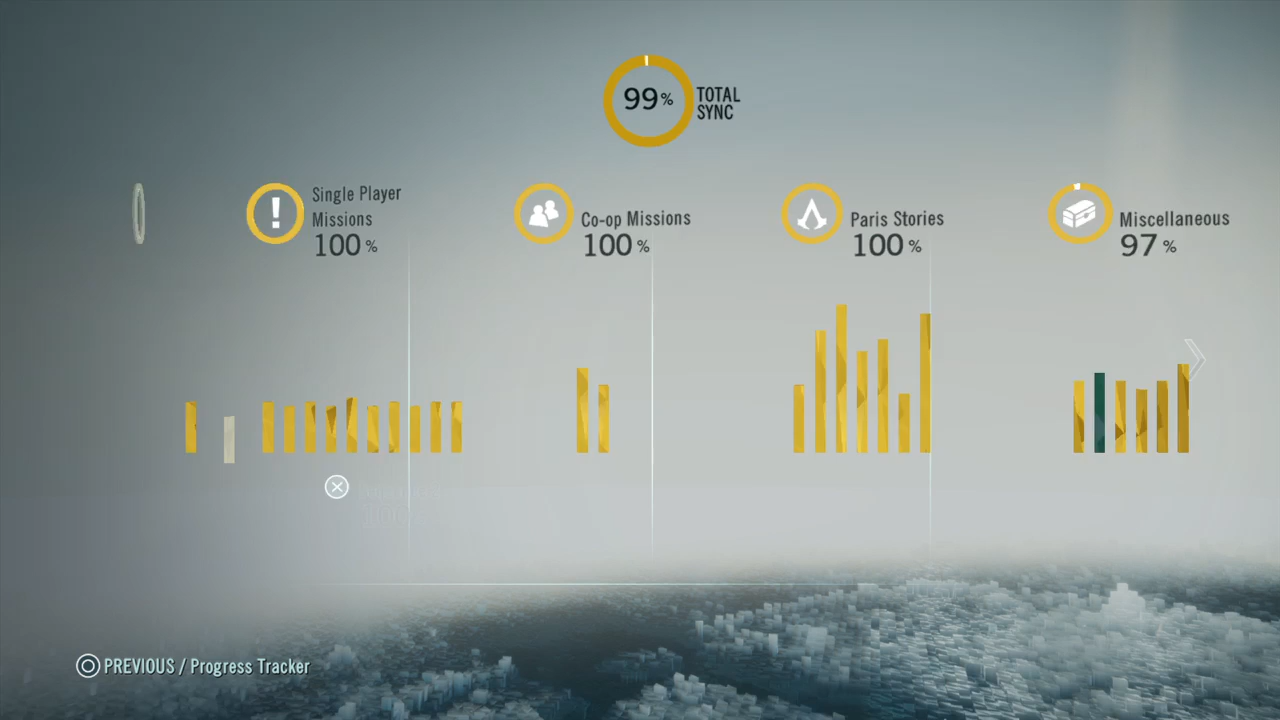 99%
TOTAL
SYNC
Single Player
Missions
100 %
Co-op Missions
100 %
Paris Stories
100 %
Miscellaneous
97 %
PREVIOUS / Progress Tracker